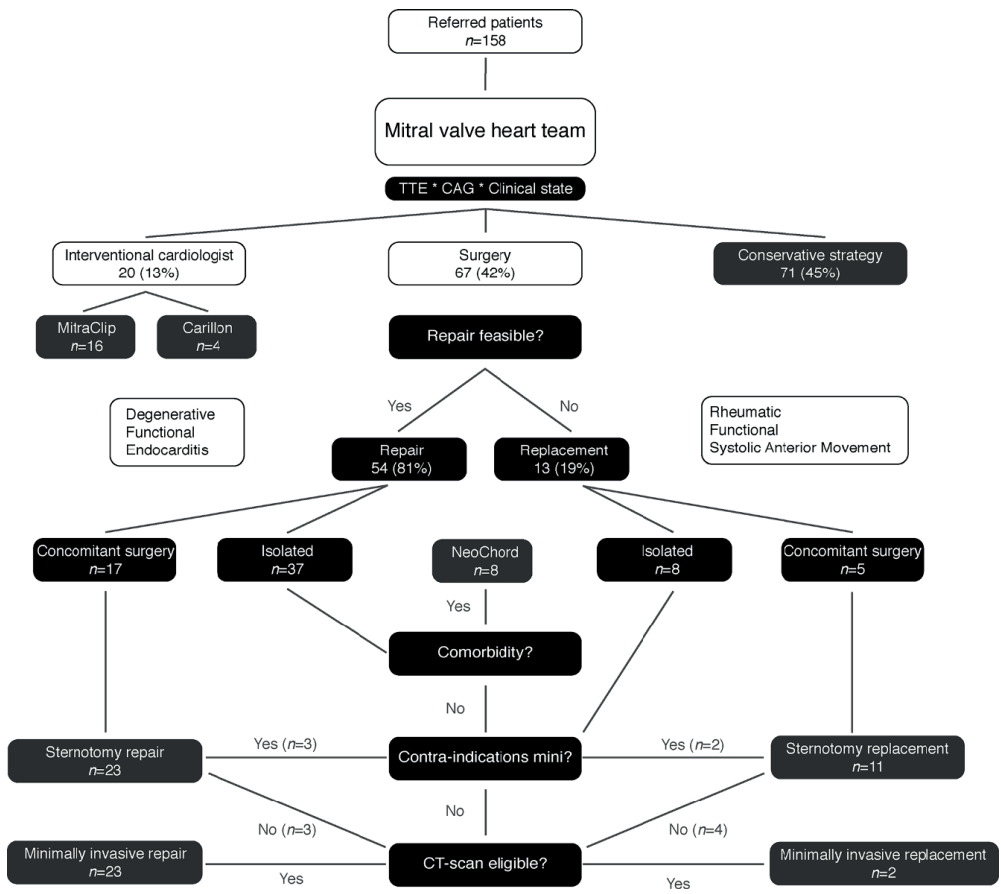 Referred patients
n=158
Mitral valve heart team
TTE * CAG * Clinical state
Interventional cardiologist
20 (13%)
Surgery
67 (42%)
Conservative strategy
71 (45%)
MitraClip
n=16
Carillon
n=4
Repair feasible?
Yes
No
Degenerative
Functional
Endocarditis
Rheumatic
Functional
Systolic Anterior Movement
Repair
54 (81%)
Replacement
13 (19%)
Concomitant surgery
n=17
Isolated
n=37
NeoChord
n=8
Isolated
n=8
Concomitant surgery
n=5
Yes
Comorbidity?
No
Sternotomy repair
n=23
Yes (n=3)
Contra-indications mini?
Yes (n=2)
Sternotomy replacement
n=11
No
No (n=3)
No (n=4)
Minimally invasive repair
n=23
Yes
CT-scan eligible?
Yes
Minimally invasive replacement
n=2